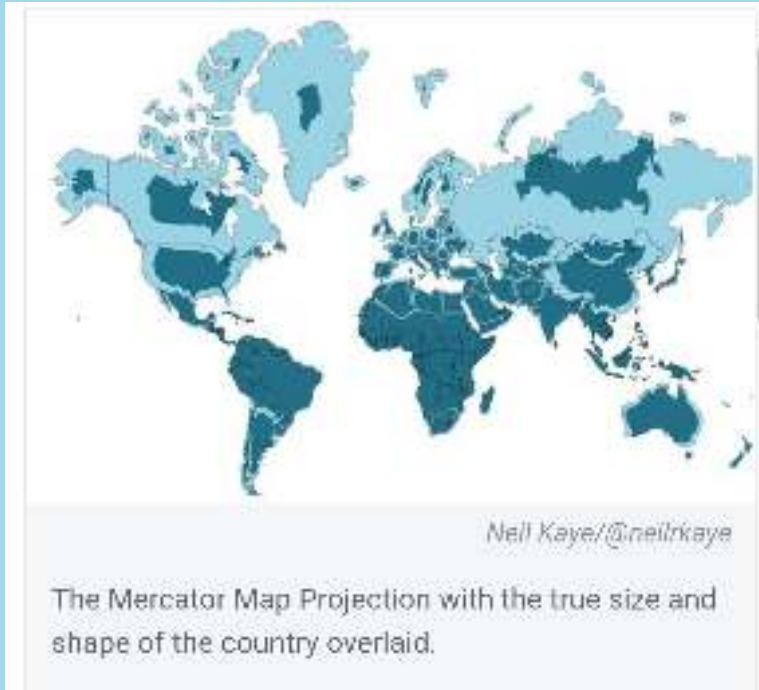 Neil Kaye/@neilrkaye
The Mercator Map Projection with the true size and
shape of the country overlaid.